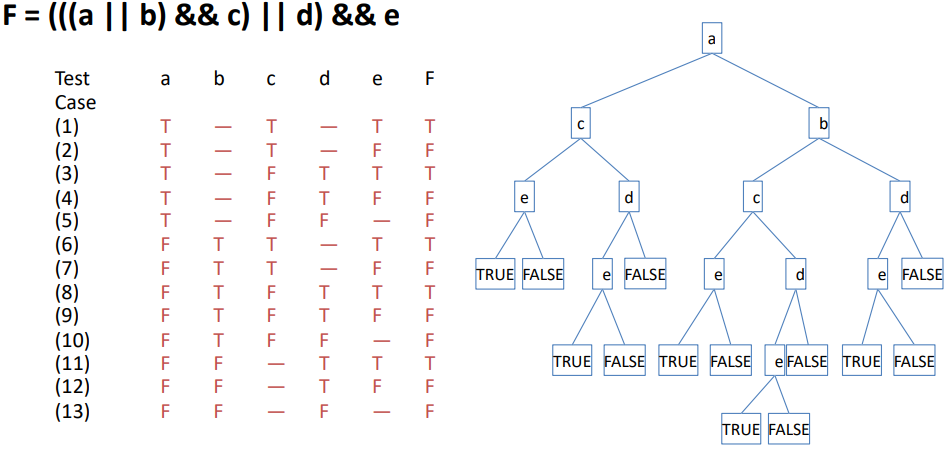 F = (((a || b) && c) || d) && e
Test Case a b c d e F
(1) T — T — T T
(2) T — T — F F
(3) T — F T T T
(4) T — F T F F
(5) T — F F — F
(6) F T T — T T
(7) F T T — F F
(8) F T F T T T
(9) F T F T F F
(10) F T F F — F
(11) F F — T T T
(12) F F — T F F
(13) F F — F — F
a
c b
e d c d
TRUE FALSE e FALSE e d e FALSE
TRUE FALSE TRUE FALSE e FALSE TRUE FALSE
TRUE FALSE